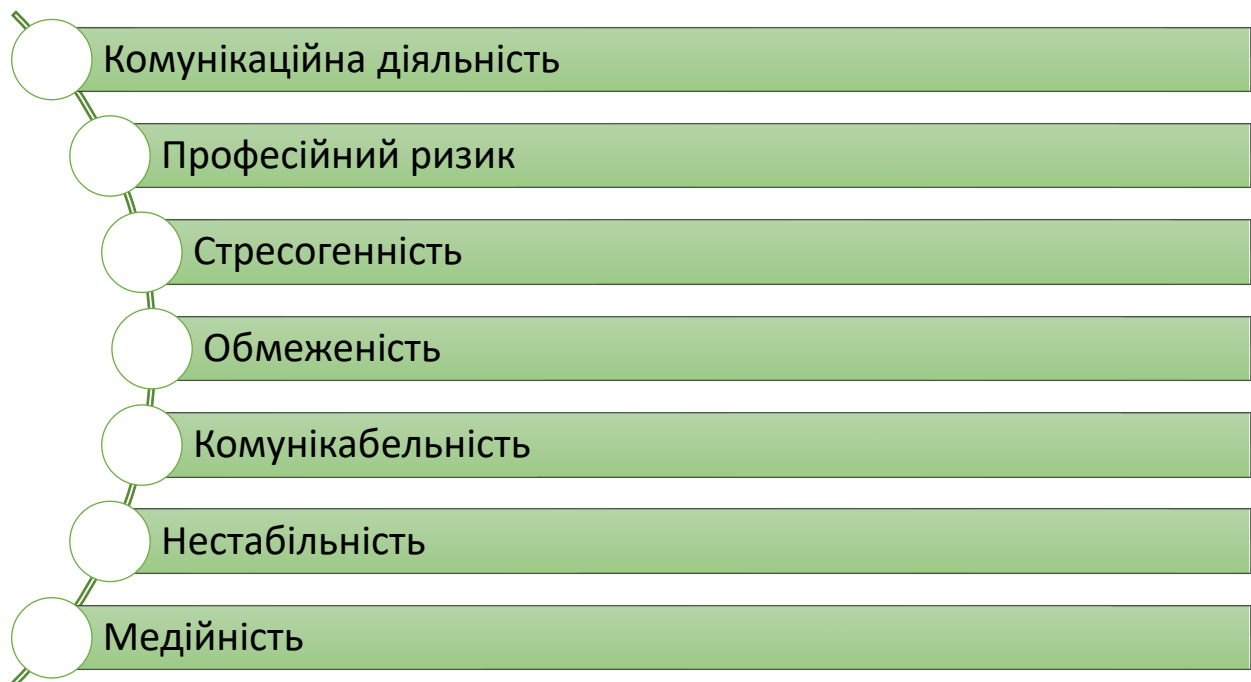 Комунікаційна діяльність
Професійний ризик
Стресогенність
Обмеженість
Комунікабельність
Нестабільність
Медійність